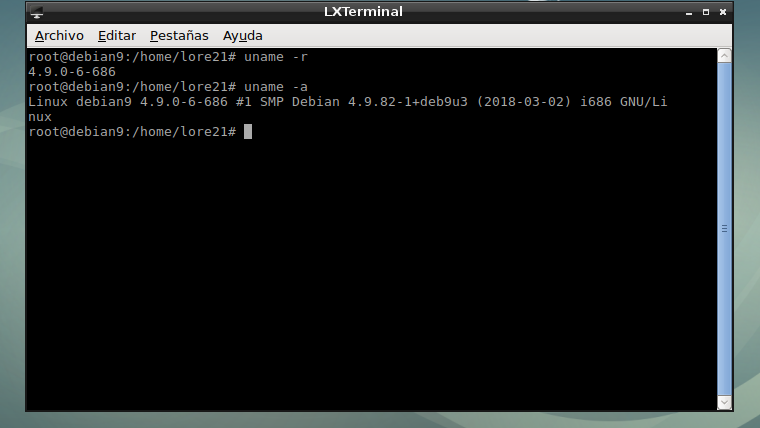 LXTerminal
Archivo Editar Pestañas Ayuda
root@debian9:/home/lore21# uname -r
4.9.0-6-686
root@debian9:/home/lore21# uname -a
Linux debian9 4.9.0-6-686 #1 SMP Debian 4.9.82-1+deb9u3 (2018-03-02) i686 GNU/Li
nux
root@debian9:/home/lore21#